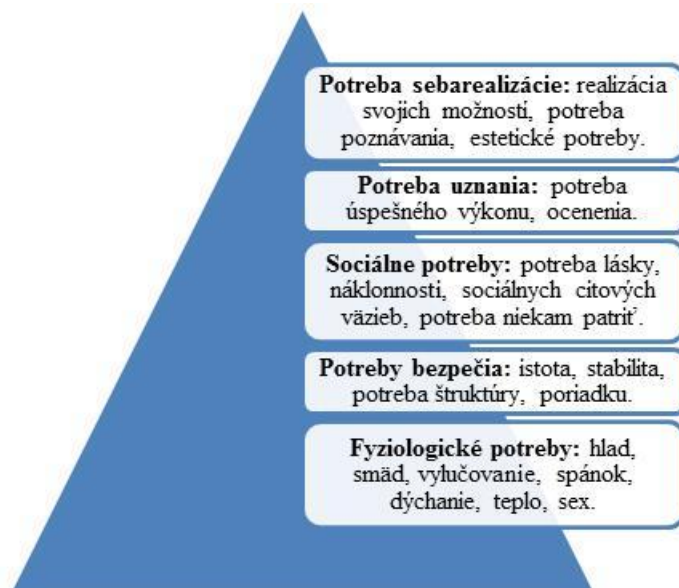 Potreba sebarealizácie: realizácia
svojich možností, potreba
poznávania, estetické potreby.
Potreba uznania: potreba
úspešného výkonu, ocenenia.
Sociálne potreby: potreba lásky,
náklonnosti, sociálnych citových
väzieb, potreba niekam patriť.
Potreby bezpečia: istota, stabilita,
potreba štruktúry, poriadku.
Fyziologické potreby: hlad,
smäd, vylučovanie, spánok,
dýchanie, teplo, sex.